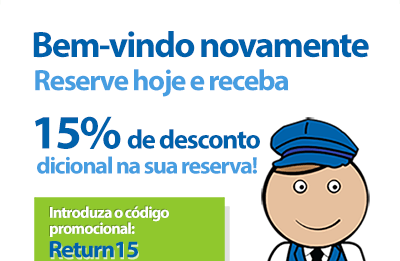 Bem-vindo novamente
Reserve hoje e receba
15% de desconto
dicional na sua reserva!
Introduza o código
promocional:
Return15